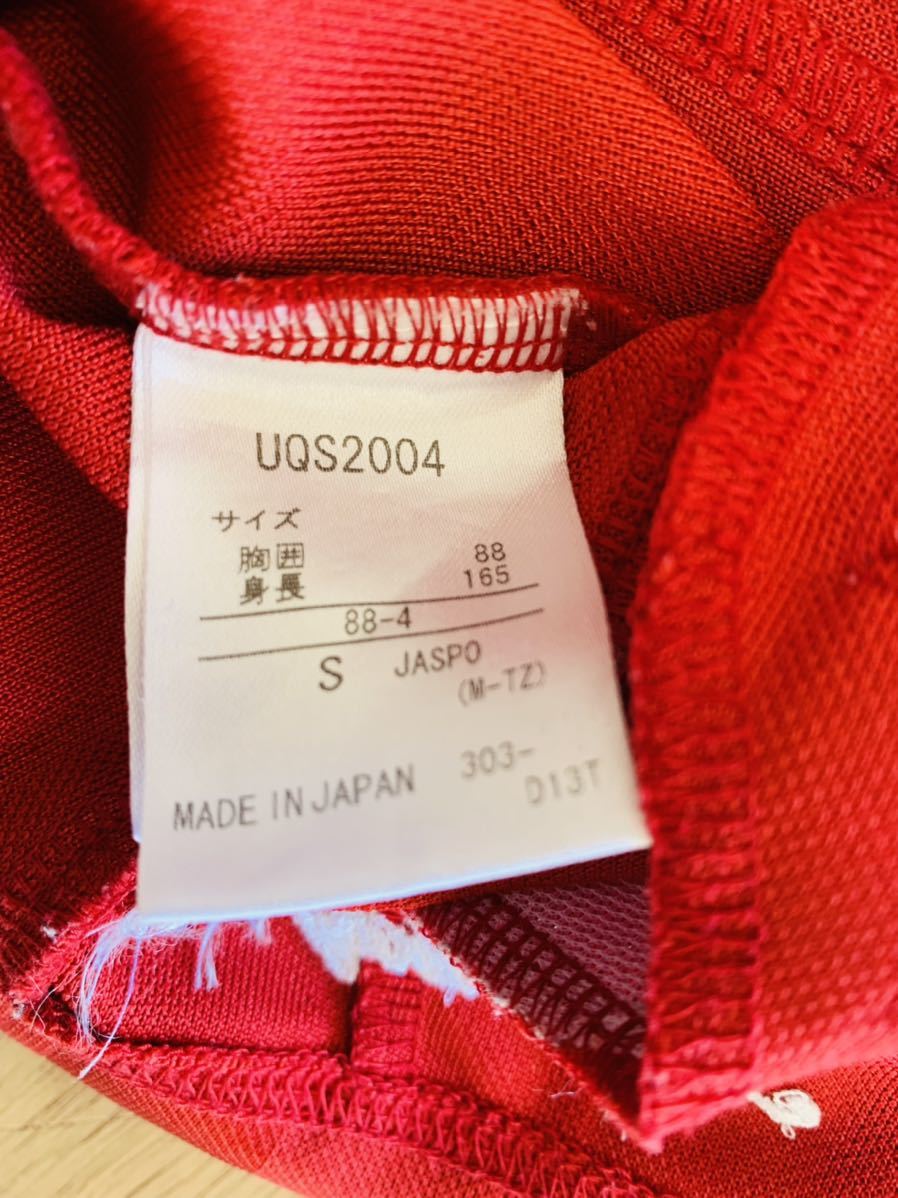 UQS2004
サイズ
胸囲 88
身長 165
88-4
S JASPO
(M-TZ)
MADE IN JAPAN 303-
D13T